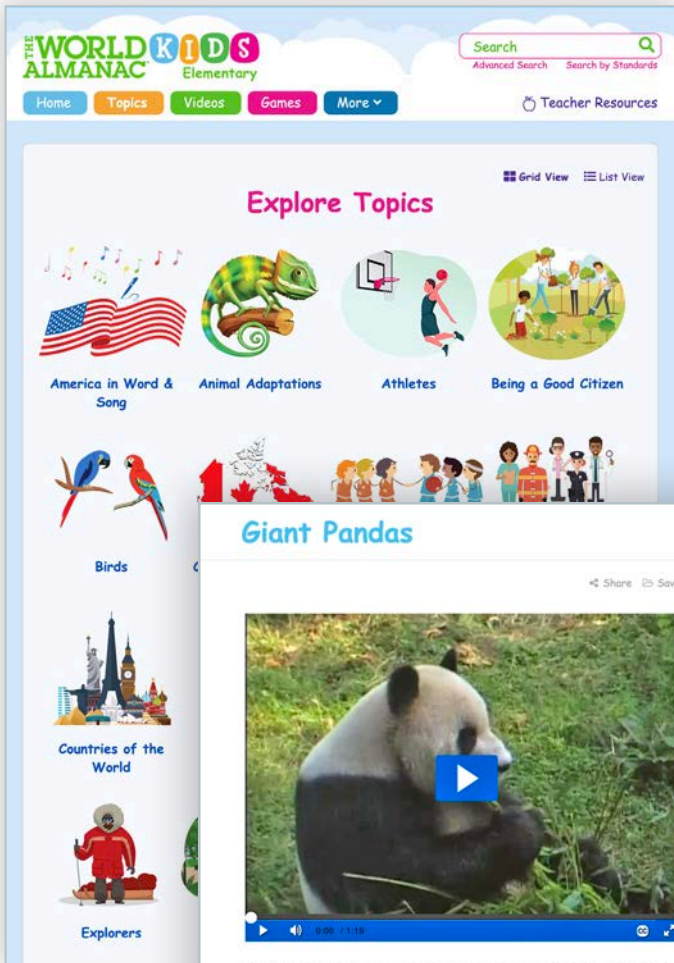 THE WORLD KIDS
ALMANAC®
Elementary
Search
Advanced Search Search by Standards
Home Topics Videos Games More
Teacher Resources
Grid View List View
Explore Topics
America in Word & Song
Animal Adaptations
Athletes
Being a Good Citizen
Birds
Countries of the World
Explorers
Giant Pandas
Share
0:00 / 1:19
CC